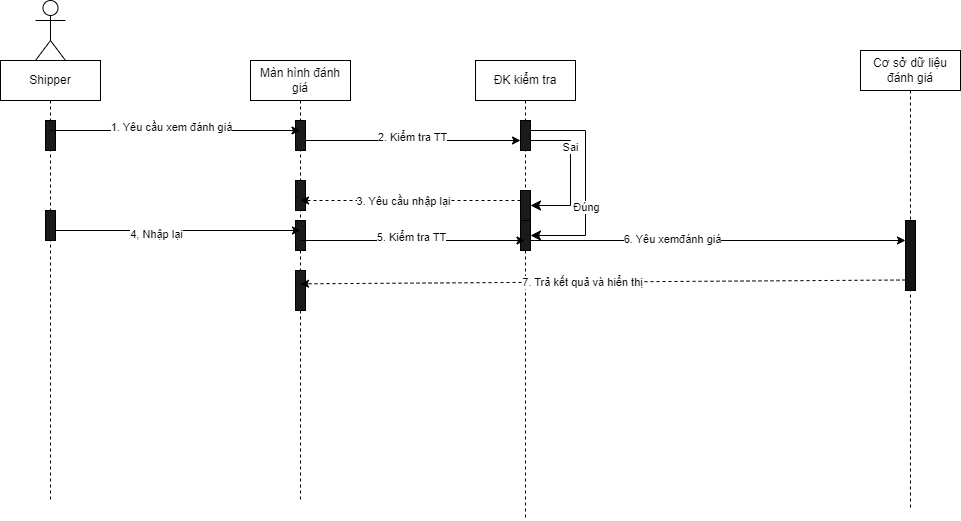 Shipper
Màn hình đánh
giá
ĐK kiểm tra
Cơ sở dữ liệu
đánh giá
1. Yêu cầu xem đánh giá
2. Kiểm tra TT
Sai
3. Yêu cầu nhập lại
Đúng
4, Nhập lại
5. Kiểm tra TT
6. Yêu xemđánh giá
7. Trả kết quả và hiển thị